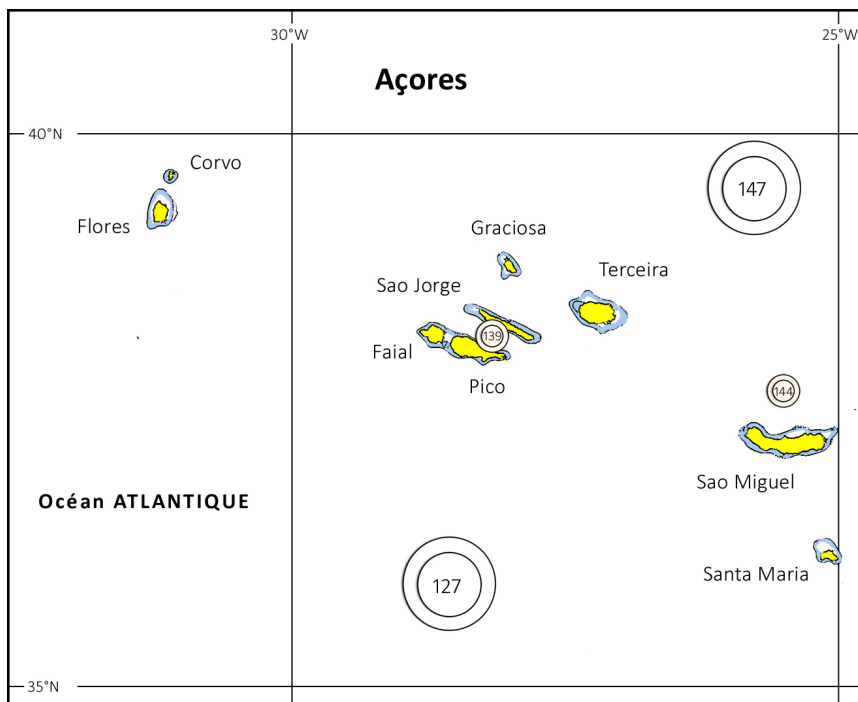 30°W
25°W
Açores
40°N
Corvo
147
Flores
Graciosa
Terceira
Sao Jorge
139
Faial
Pico
144
Sao Miguel
Océan ATLANTIQUE
Santa Maria
127
35°N